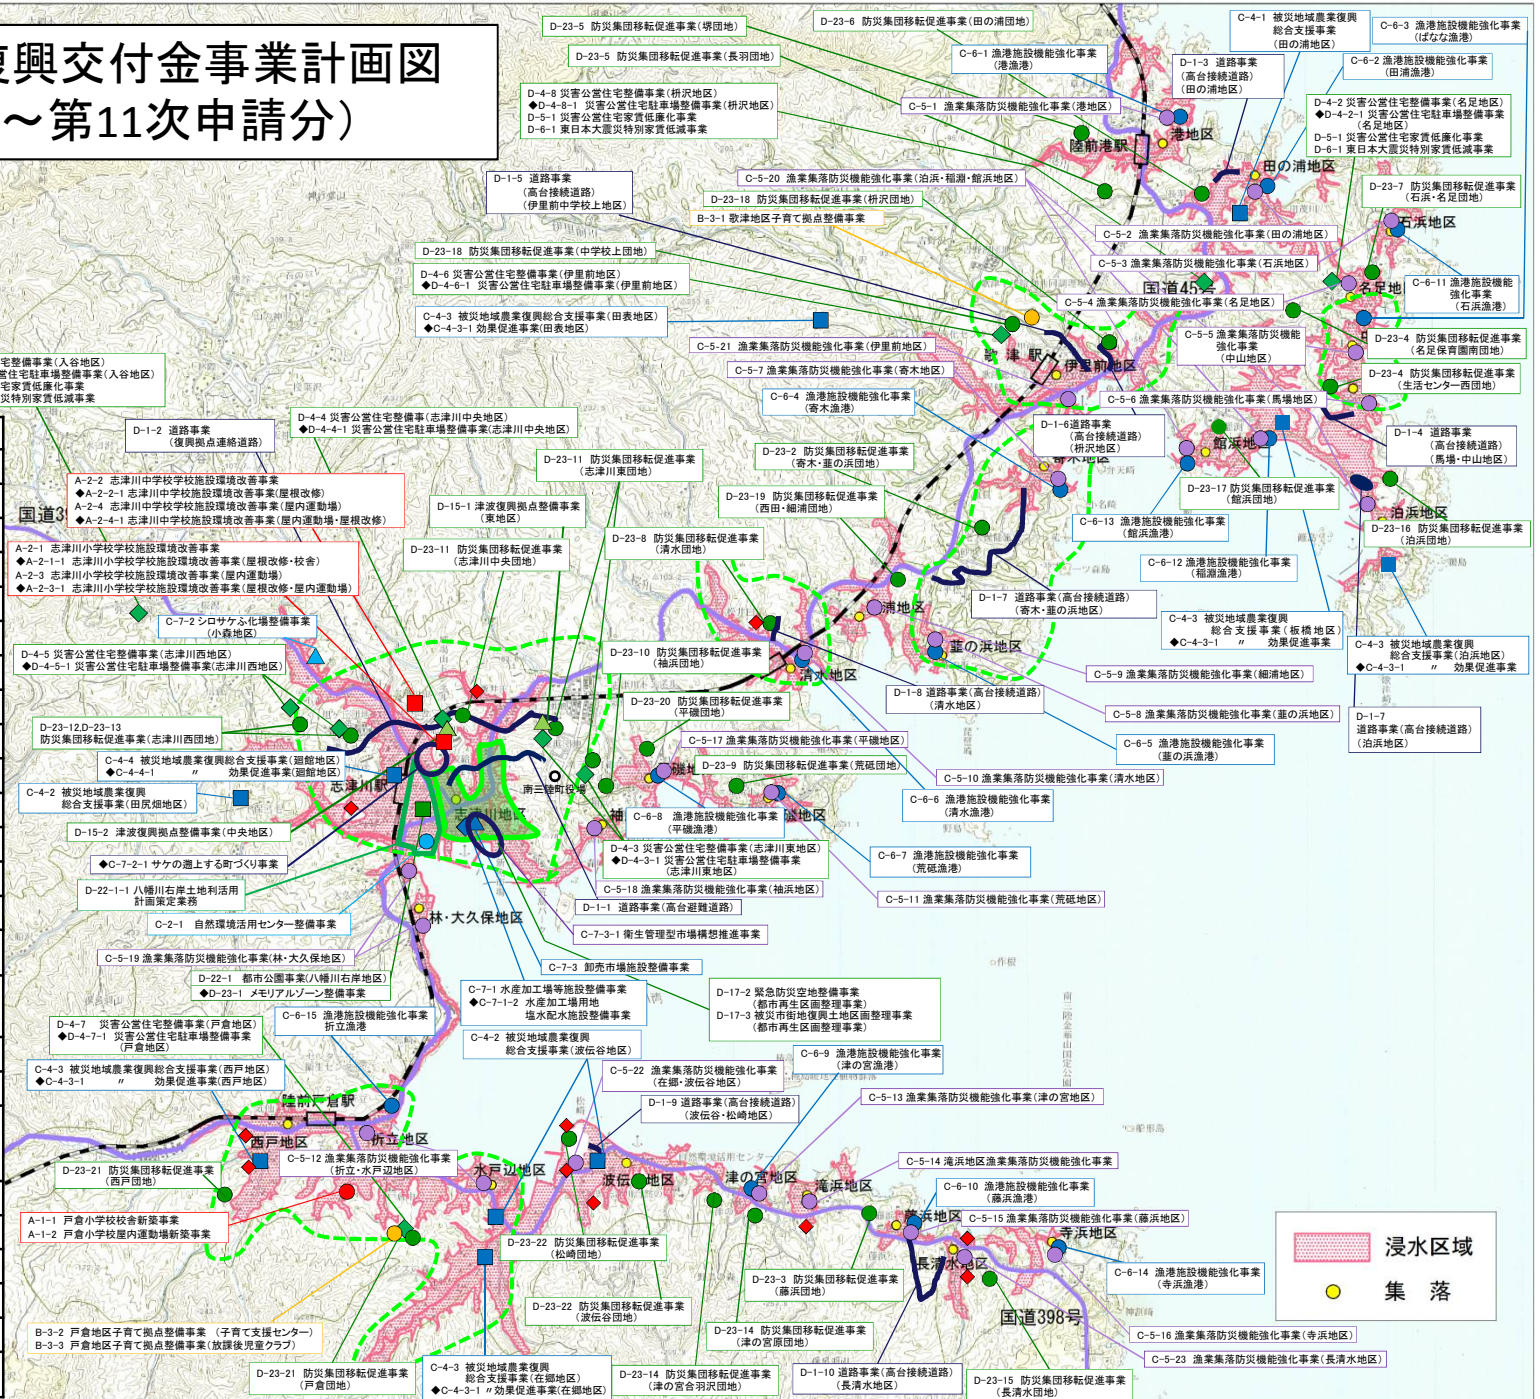 復興交付金事業計画図
～第11次申請分）
D-23-5 防災集団移転促進事業(堺団地)
D-23-6 防災集団移転促進事業(田の浦団地)
C-4-1 被災地域農業復興
総合支援事業
(田の浦地区)
C-6-3 漁港施設機能強化事業
(ばなな漁港)
D-23-5 防災集団移転促進事業(長羽団地)
C-6-1 漁港施設機能強化事業
(港漁港)
D-1-3 道路事業
(高台接続道路)
(田の浦地区)
C-6-2 漁港施設機能強化事業
(田浦漁港)
D-4-8 災害公営住宅整備事業(枡沢地区)
◆D-4-8-1 災害公営住宅駐車場整備事業(枡沢地区)
D-5-1 災害公営住宅家賃低廉化事業
D-6-1 東日本大震災特別家賃低減事業
C-5-1 漁業集落防災機能強化事業(港地区)
D-4-2 災害公営住宅整備事業(名足地区)
◆D-4-2-1 災害公営住宅駐車場整備事業
(名足地区)
D-5-1 災害公営住宅家賃低廉化事業
D-6-1 東日本大震災特別家賃低減事業
陸前港駅
港地区
田の浦地区
D-1-5 道路事業
(高台接続道路)
(伊里前中学校上地区)
C-5-20 漁業集落防災機能強化事業(泊浜・稲淵・館浜地区)
D-23-18 防災集団移転促進事業(枡沢団地)
B-3-1 歌津地区子育て拠点整備事業
D-23-7 防災集団移転促進事業
(石浜・名足団地)
石浜地区
C-5-2 漁業集落防災機能強化事業(田の浦地区)
D-23-18 防災集団移転促進事業(中学校上団地)
C-5-3 漁業集落防災機能強化事業(石浜地区)
D-4-6 災害公営住宅整備事業(伊里前地区)
◆D-4-6-1 災害公営住宅駐車場整備事業(伊里前地区)
国道45号
名足地
C-6-11 漁港施設機能
強化事業
(石浜漁港)
C-5-4 漁業集落防災機能強化事業(名足地区)
C-4-3 被災地域農業復興総合支援事業(田表地区)
◆C-4-3-1 効果促進事業(田表地区)
C-5-21 漁業集落防災機能強化事業(伊里前地区)
C-5-5 漁業集落防災機能
強化事業
(中山地区)
D-23-4 防災集団移転促進事業
(名足保育園南団地)
歌津駅
伊里前地区
C-5-7 漁業集落防災機能強化事業(寄木地区)
D-23-4 防災集団移転促進事業
(生活センター西団地)
宅整備事業(入谷地区)
営住宅駐車場整備事業(入谷地区)
宅家賃低廉化事業
災特別家賃低減事業
C-6-4 漁港施設機能強化事業
(寄木漁港)
C-5-6 漁業集落防災機能強化事業(馬場地区)
D-1-2 道路事業
(復興拠点連絡道路)
D-4-4 災害公営住宅整備事業(志津川中央地区)
◆D-4-4-1 災害公営住宅駐車場整備事業(志津川中央地区)
D-1-6道路事業
(高台接続道路)
(枡沢地区)
館浜地
D-1-4 道路事業
(高台接続道路)
(馬場・中山地区)
D-23-11 防災集団移転促進事業
(志津川東団地)
D-23-2 防災集団移転促進事業
(寄木・韮の浜団地)
寄木地区
A-2-2 志津川中学校学校施設環境改善事業
◆A-2-2-1 志津川中学校施設環境改善事業(屋根改修)
A-2-4 志津川中学校施設環境改善事業(屋内運動場)
◆A-2-4-1 志津川中学校施設環境改善事業(屋内運動場・屋根改修)
D-15-1 津波復興拠点整備事業
(東地区)
D-23-19 防災集団移転促進事業
(西田・細浦団地)
D-23-17 防災集団移転促進事業
(館浜団地)
泊浜地区
国道3
C-6-13 漁港施設機能強化事業
(館浜漁港)
D-23-16 防災集団移転促進事業
(泊浜団地)
A-2-1 志津川小学校学校施設環境改善事業
◆A-2-1-1 志津川小学校学校施設環境改善事業(屋根改修・校舎)
A-2-3 志津川小学校学校施設環境改善事業(屋内運動場)
◆A-2-3-1 志津川小学校学校施設環境改善事業(屋根改修・屋内運動場)
D-23-11 防災集団移転促進事業
(志津川中央団地)
D-23-8 防災集団移転促進事業
(清水団地)
C-6-12 漁港施設機能強化事業
(稲淵漁港)
D-1-7 道路事業(高台接続道路)
(寄木・韮の浜地区)
浦地区
C-7-2 シロサケふ化場整備事業
(小森地区)
C-4-3 被災地域農業復興
総合支援事業(板橋地区)
◆C-4-3-1 〃 効果促進事業
C-4-3 被災地域農業復興
総合支援事業(泊浜地区)
◆C-4-3-1 〃 効果促進事業
D-4-5 災害公営住宅整備事業(志津川西地区)
◆D-4-5-1 災害公営住宅駐車場整備事業(志津川西地区)
D-23-10 防災集団移転促進事業
(袖浜団地)
韮の浜地区
清水地区
C-5-9 漁業集落防災機能強化事業(細浦地区)
D-1-8 道路事業(高台接続道路)
(清水地区)
D-23-20 防災集団移転促進事業
(平磯団地)
C-5-8 漁業集落防災機能強化事業(韮の浜地区)
D-1-7
道路事業(高台接続道路)
(泊浜地区)
D-23-12,D-23-13
防災集団移転促進事業(志津川西団地)
C-5-17 漁業集落防災機能強化事業(平磯地区)
C-6-5 漁港施設機能強化事業
(韮の浜漁港)
C-4-4 被災地域農業復興総合支援事業(廻館地区)
◆C-4-4-1 〃 効果促進事業(廻館地区)
D-23-9 防災集団移転促進事業(荒砥団地)
C-5-10 漁業集落防災機能強化事業(清水地区)
志津川駅
磯地区
C-4-2 被災地域農業復興
総合支援事業(田尻畑地区)
南三陸町役場
C-6-6 漁港施設機能強化事業
(清水漁港)
志津川地区
C-6-8 漁港施設機能強化事業
(平磯漁港)
D-15-2 津波復興拠点整備事業(中央地区)
D-4-3 災害公営住宅整備事業(志津川東地区)
◆D-4-3-1 災害公営住宅駐車場整備事業
(志津川東地区)
C-6-7 漁港施設機能強化事業
(荒砥漁港)
◆C-7-2-1 サケの遡上する町づくり事業
C-5-18 漁業集落防災機能強化事業(袖浜地区)
C-5-11 漁業集落防災機能強化事業(荒砥地区)
D-22-1-1 八幡川右岸土地利活用
計画策定業務
D-1-1 道路事業(高台避難道路)
林・大久保地区
C-2-1 自然環境活用センター整備事業
C-7-3-1 衛生管理型市場構想推進事業
C-5-19 漁業集落防災機能強化事業(林・大久保地区)
C-7-3 卸売市場施設整備事業
D-22-1 都市公園事業(八幡川右岸地区)
◆D-23-1 メモリアルゾーン整備事業
C-7-1 水産加工場等施設整備事業
◆C-7-1-2 水産加工場用地
塩水配水施設整備事業
D-17-2 緊急防災空地整備事業
(都市再生区画整理事業)
D-17-3 被災市街地復興土地区画整理事業
(都市再生区画整理事業)
C-6-15 漁港施設機能強化事業
折立漁港
D-4-7 災害公営住宅整備事業(戸倉地区)
◆D-4-7-1 災害公営住宅駐車場整備事業
(戸倉地区)
C-4-2 被災地域農業復興
総合支援事業(波伝谷地区)
C-6-9 漁港施設機能強化事業
(津の宮漁港)
C-4-3 被災地域農業復興総合支援事業(西戸地区)
◆C-4-3-1 〃 効果促進事業(西戸地区)
C-5-22 漁業集落防災機能強化事業
(在郷・波伝谷地区)
陸前戸倉駅
D-1-9 道路事業(高台接続道路)
(波伝谷・松崎地区)
C-5-13 漁業集落防災機能強化事業(津の宮地区)
西戸地区
折立地区
C-5-12 漁業集落防災機能強化事業
(折立・水戸辺地区)
水戸辺地区
波伝 地区
津の宮地区
滝浜地区
C-5-14 滝浜地区漁業集落防災機能強化事業
D-23-21 防災集団移転促進事業
(西戸団地)
C-6-10 漁港施設機能強化事業
(藤浜漁港)
藤浜地区
C-5-15 漁業集落防災機能強化事業(藤浜地区)
A-1-1 戸倉小学校校舎新築事業
A-1-2 戸倉小学校屋内運動場新築事業
寺浜地区
D-23-22 防災集団移転促進事業
(松崎団地)
長清水地区
D-23-3 防災集団移転促進事業
(藤浜団地)
C-6-14 漁港施設機能強化事業
(寺浜漁港)
浸水区域
集落
D-23-22 防災集団移転促進事業
(波伝谷団地)
国道398号
B-3-2 戸倉地区子育て拠点整備事業 (子育て支援センター)
B-3-3 戸倉地区子育て拠点整備事業(放課後児童クラブ)
D-23-14 防災集団移転促進事業
(津の宮原団地)
C-5-16 漁業集落防災機能強化事業(寺浜地区)
C-5-23 漁業集落防災機能強化事業(長清水地区)
D-23-21 防災集団移転促進事業
(戸倉団地)
C-4-3 被災地域農業復興
総合支援事業(在郷地区)
◆C-4-3-1 〃効果促進事業(在郷地区)
D-23-14 防災集団移転促進事業
(津の宮合羽沢団地)
D-1-10 道路事業(高台接続道路)
(長清水地区)
D-23-15 防災集団移転促進事業
(長清水団地)